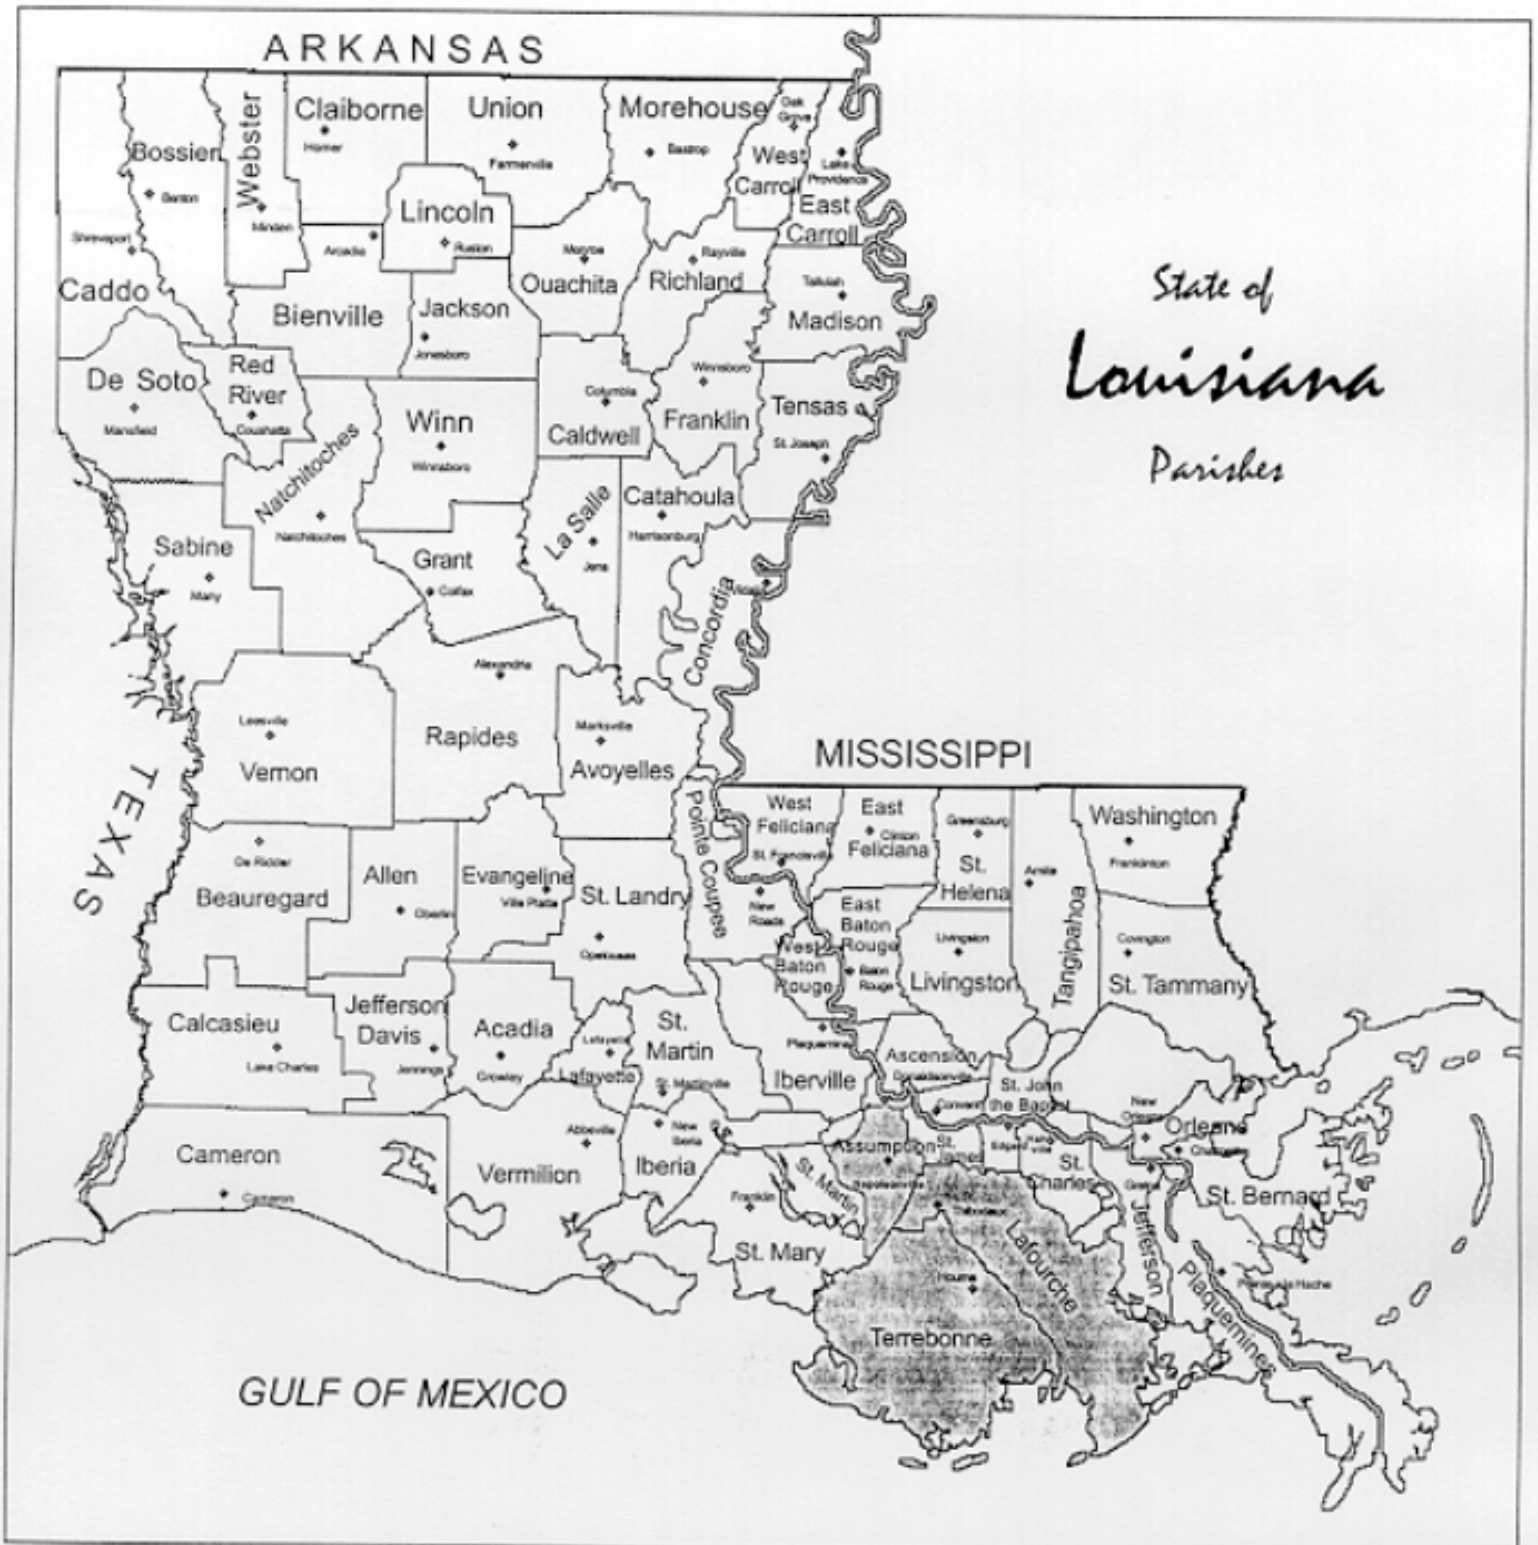 ARKANSAS
State of
Louisiana
Parishes
Claiborne
Homer
Union
Farmerville
Morehouse
Bastrop
Oak
Grove
West
Carroll
Lake
Providence
East
Carroll
Bossier
Benton
Webster
Minden
Lincoln
Ruston
Arcadia
Shreveport
Caddo
Bienville
Jackson
Jonesboro
Monroe
Ouachita
Rayville
Richland
Tallulah
Madison
De Soto
Mansfield
Red
River
Coushatta
Winn
Winnsboro
Columbia
Caldwell
Winnsboro
Franklin
Tensas
St. Joseph
Natchitoches
Natchitoches
La Salle
Jena
Catahoula
Harrisonburg
Sabine
Many
Grant
Colfax
Concordia
Alexandria
Rapides
Marksville
Avoyelles
Leesville
Vernon
TEXAS
MISSISSIPPI
De Ridder
Beauregard
Allen
Oberlin
Evangeline
Ville Platte
St. Landry
Opelousas
Pointe Coupee
New
Roads
West
Feliciana
St. Francisville
East
Feliciana
Clinton
Greensburg
St.
Helena
Amite
Tangipahoa
Washington
Franklinton
East
Baton
Rouge
Baton
Rouge
West
Baton
Rouge
Livingston
Livingston
Covington
St. Tammany
Calcasieu
Lake Charles
Jefferson
Davis
Jennings
Acadia
Crowley
Lafayette
Lafayette
St.
Martin
St. Martinville
Plaquemine
Iberville
Ascension
Donaldsonville
St. John
the Baptist
Convent
New
Orleans
Orleans
Cameron
Cameron
Abbeville
Vermilion
New
Iberia
Iberia
Franklin
St. Mary
St. Martin
Assumption
Napoleonville
St.
James
Edgard
St.
Charles
Gretna
St. Bernard
Thibodaux
Lafourche
Houma
Terrebonne
Jefferson
Plaquemines
GULF OF MEXICO